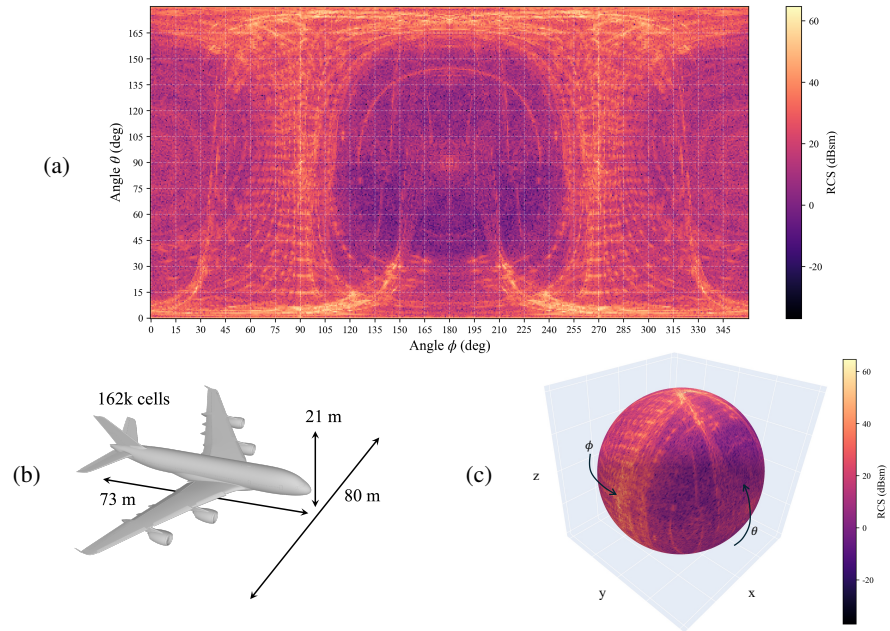 (a)
Angle θ (deg)
165
150
135
120
105
90
75
60
45
30
15
0
0 15 30 45 60 75 90 105 120 135 150 165 180 195 210 225 240 255 270 285 300 315 330 345
Angle ϕ (deg)
60
40
20
0
−20
RCS (dBsm)
(b)
162k cells
21 m
73 m
80 m
(c)
ϕ
θ
z
y
x
60
40
20
0
−20
RCS (dBsm)